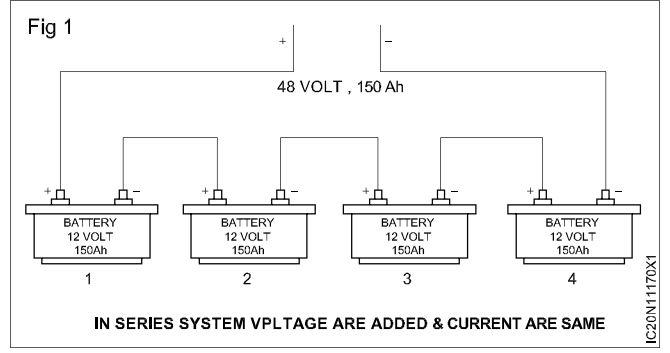 Fig 1
+ –
48 VOLT , 150 Ah
+ – + – + – + –
BATTERY
12 VOLT
150Ah
1
BATTERY
12 VOLT
150Ah
2
BATTERY
12 VOLT
150Ah
3
BATTERY
12 VOLT
150Ah
4
IN SERIES SYSTEM VPLTAGE ARE ADDED & CURRENT ARE SAME
IC20N11170X1